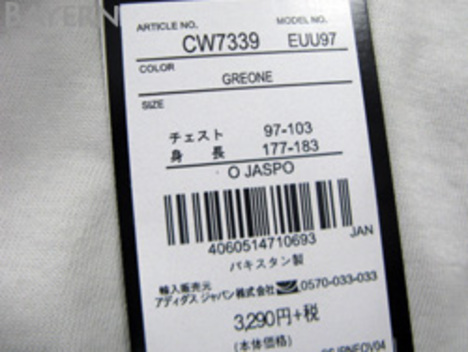 BAYERN
ARTICLE NO. MODEL NO.
CW7339 EUU97
COLOR
GREONE
SIZE
チェスト 97-103
身 長 177-183
O JASPO
4060514710693 JAN
パキスタン製
輸入販売元
アディダス ジャパン株式会社 0570-033-033
3,290円+税
(本体価格)